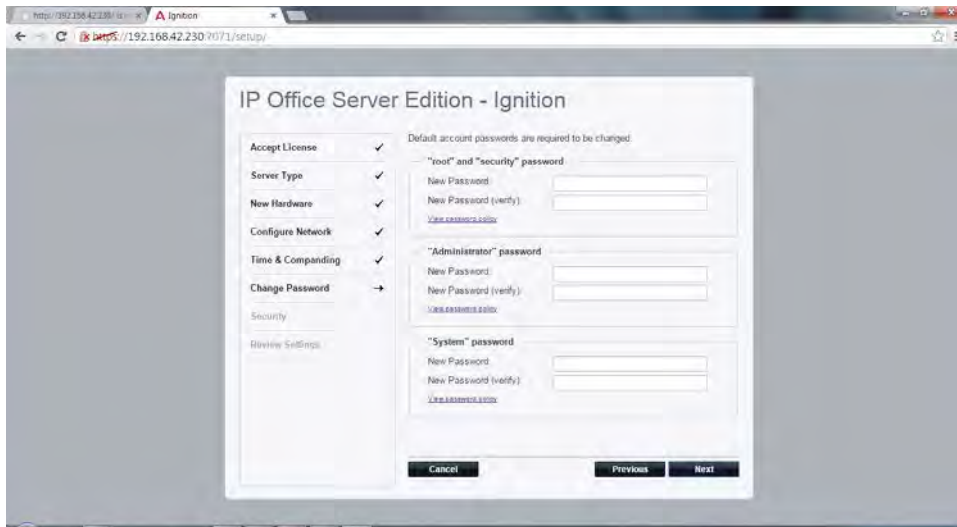 Ignition
https://192.168.42.230:7071/setup/
IP Office Server Edition - Ignition
Accept License
Server Type
New Hardware
Configure Network
Time & Companding
Change Password
Security
Review Settings
Default account passwords are required to be changed.
"root" and "security" password
New Password
New Password (verify)
View password policy
"Administrator" password
New Password
New Password (verify)
View password policy
"System" password
New Password
New Password (verify)
View password policy
Cancel
Previous
Next